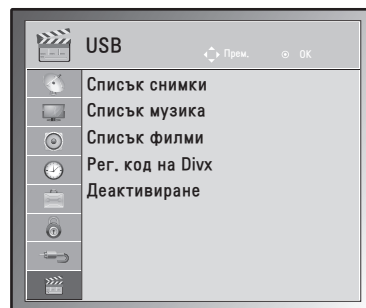 USB
Прем.
OK
Списък снимки
Списък музика
Списък филми
Рег. код на Divx
Деактивиране